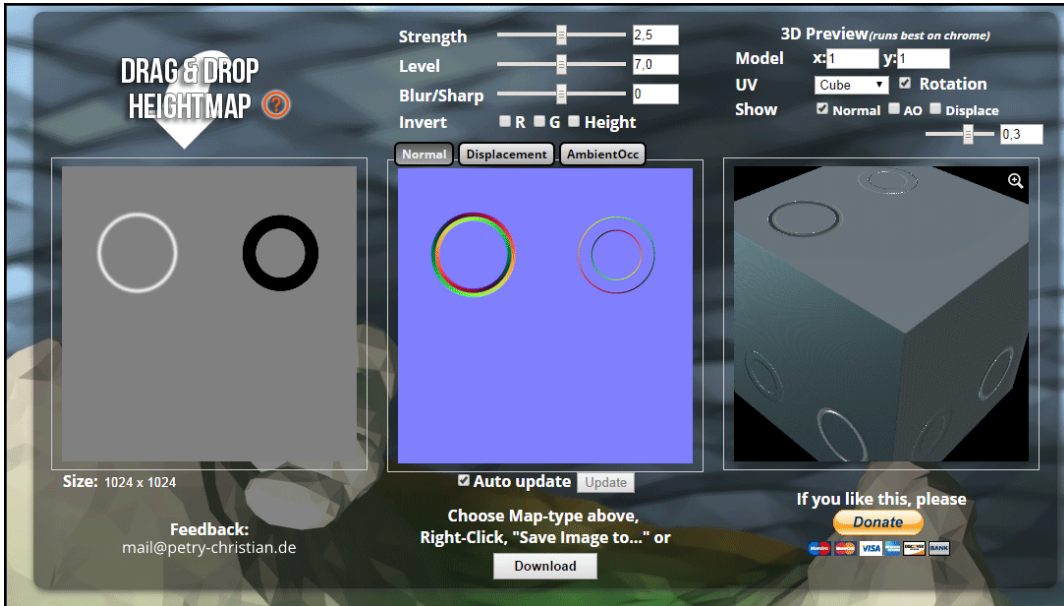 DRAG & DROP
HEIGHTMAP ?
Strength 2,5
Level 7,0
Blur/Sharp 0
Invert R G Height
3D Preview (runs best on chrome)
Model x: 1 y: 1
UV Cube Rotation
Show Normal AO Displace
0,3
Normal Displacement AmbientOcc
Size: 1024 x 1024
Feedback:
mail@petry-christian.de
Auto update Update
Choose Map-type above,
Right-Click, "Save Image to..." or
Download
If you like this, please
Donate
VISA BANK